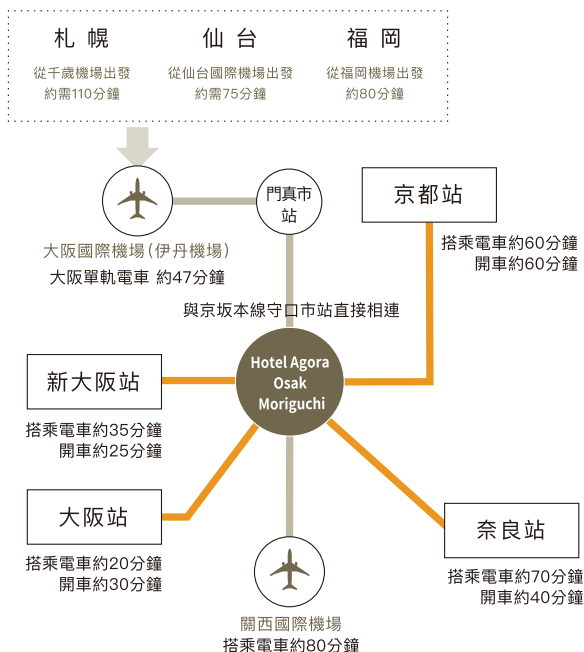 札幌
仙台
福岡
從千歲機場出發
約需110分鐘
從仙台國際機場出發
約需75分鐘
從福岡機場出發
約80分鐘
門真市
站
京都站
搭乘電車約60分鐘
開車約60分鐘
大阪國際機場(伊丹機場)
大阪單軌電車 約47分鐘
與京坂本線守口市站直接相連
Hotel Agora
Osak
Moriguchi
新大阪站
搭乘電車約35分鐘
開車約25分鐘
大阪站
搭乘電車約20分鐘
開車約30分鐘
奈良站
搭乘電車約70分鐘
開車約40分鐘
關西國際機場
搭乘電車約80分鐘